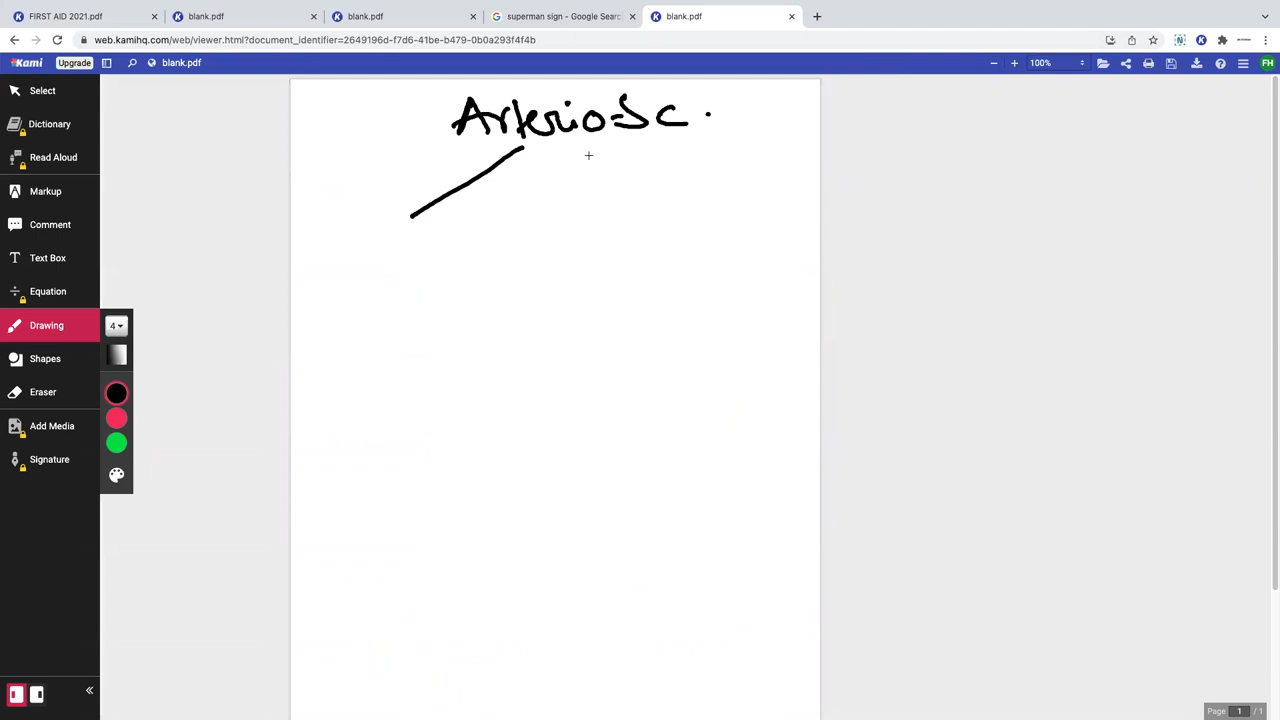 FIRST AID 2021.pdf
blank.pdf
blank.pdf
superman sign - Google Searc
blank.pdf
web.kamihq.com/web/viewer.html?document_identifier=2649196d-f7d6-41be-b479-0b0a293f4f4b
Kami
Upgrade
blank.pdf
100%
FH
Select
Dictionary
Read Aloud
Markup
Comment
Text Box
Equation
Drawing
Shapes
Eraser
Add Media
Signature
4
Arterio-Sc.
Page 1 / 1